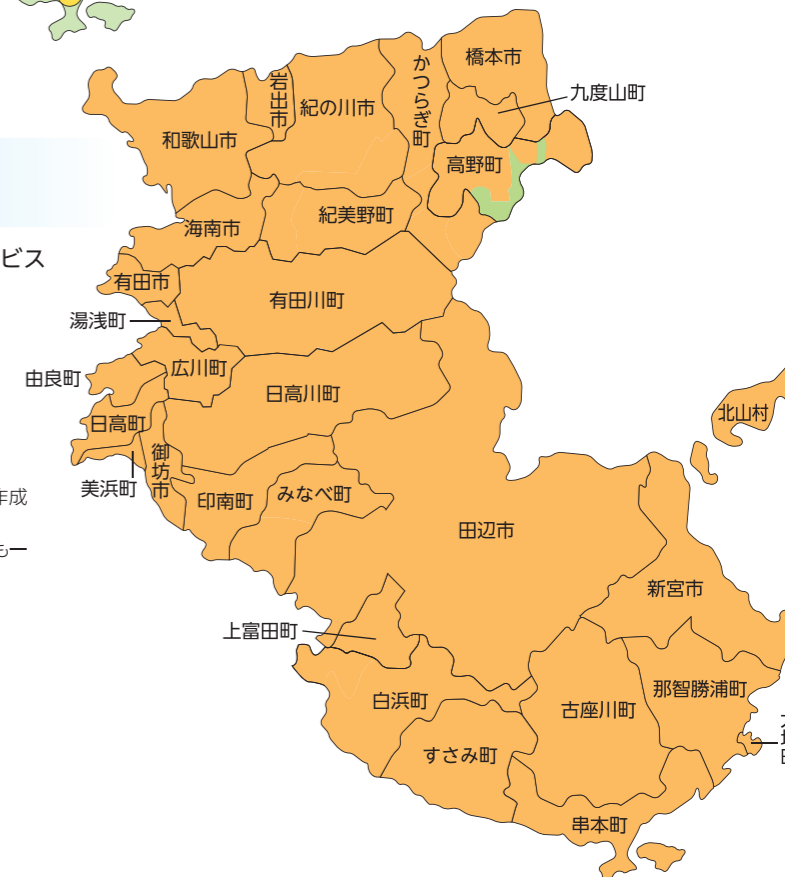 橋本市
かつらぎ町
岩出市
紀の川市
九度山町
和歌山市
高野町
紀美野町
海南市
ビス
有田市
有田川町
湯浅町
広川町
由良町
日高川町
北山村
日高町
御坊市
美浜町
印南町
みなべ町
作成
田辺市
も一
新宮市
上富田町
那智勝浦町
白浜町
古座川町
すさみ町
串本町